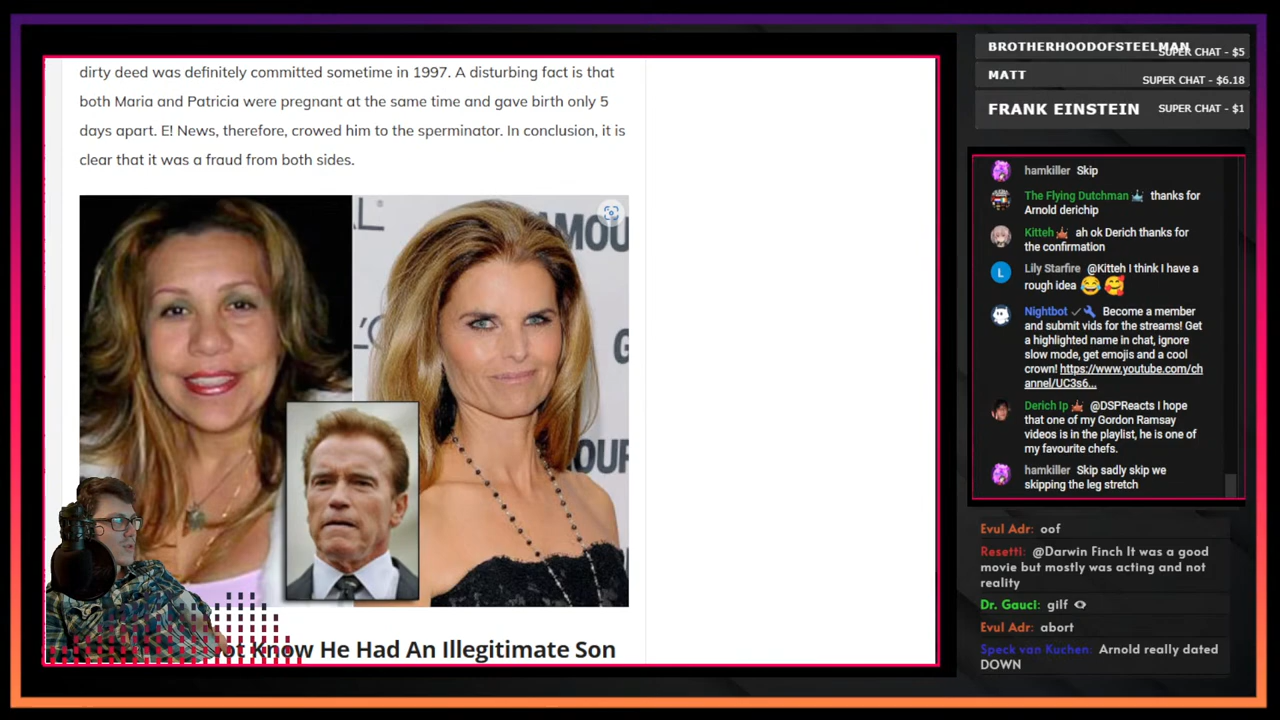 dirty deed was definitely committed sometime in 1997. A disturbing fact is that
both Maria and Patricia were pregnant at the same time and gave birth only 5
days apart. E! News, therefore, crowed him to the sperminator. In conclusion, it is
clear that it was a fraud from both sides.
AMOU
G
MOUR
OUR
Know He Had An Illegitimate Son
BROTHERHOODOFSTEELMAN
SUPER CHAT - $5
MATT
SUPER CHAT - $6.18
FRANK EINSTEIN
SUPER CHAT - $1
hamkiller Skip
The Flying Dutchman thanks for
Arnold derichip
Kitteh ah ok Derich thanks for
the confirmation
L
Lily Starfire @Kitteh I think I have a
rough idea 😂 🥰
Nightbot Become a member
and submit vids for the streams! Get
a highlighted name in chat, ignore
slow mode, get emojis and a cool
crown! https://www.youtube.com/ch
annel/UC3s6...
Derich Ip @DSPReacts I hope
that one of my Gordon Ramsay
videos is in the playlist, he is one of
my favourite chefs.
hamkiller Skip sadly skip we
skipping the leg stretch
Evul Adr: oof
Resetti: @Darwin Finch It was a good
movie but mostly was acting and not
reality
Dr. Gauci: gilf 👁
Evul Adr: abort
Speck van Kuchen: Arnold really dated
DOWN